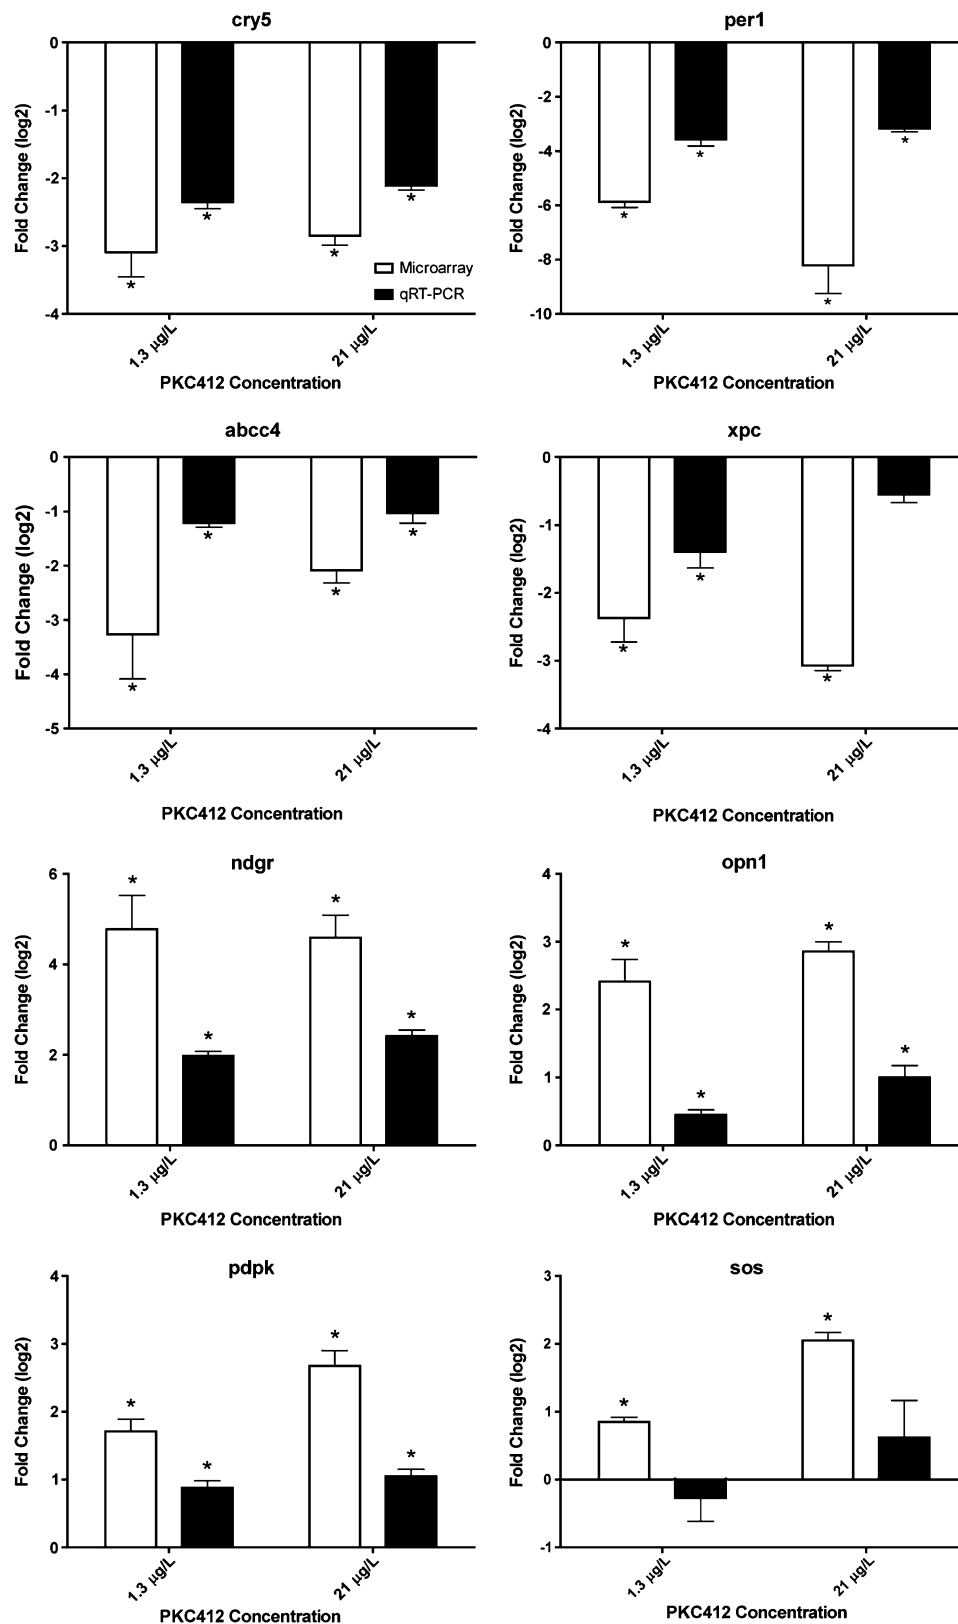 cry5
Fold Change (log2)
0
-1
-2
-3
-4
*
*
*
*
Microarray
qRT-PCR
1.3 µg/L
21 µg/L
PKC412 Concentration
per1
Fold Change (log2)
0
-2
-4
-6
-8
-10
*
*
*
*
1.3 µg/L
21 µg/L
PKC412 Concentration
abcc4
Fold Change (log2)
0
-1
-2
-3
-4
-5
*
*
*
*
1.3 µg/L
21 µg/L
PKC412 Concentration
xpc
Fold Change (log2)
0
-1
-2
-3
-4
*
*
*
1.3 µg/L
21 µg/L
PKC412 Concentration
ndgr
Fold Change (log2)
6
4
2
0
*
*
*
*
1.3 µg/L
21 µg/L
PKC412 Concentration
opn1
Fold Change (log2)
4
3
2
1
0
*
*
*
*
1.3 µg/L
21 µg/L
PKC412 Concentration
pdpk
Fold Change (log2)
4
3
2
1
0
*
*
*
*
1.3 µg/L
21 µg/L
PKC412 Concentration
sos
Fold Change (log2)
3
2
1
0
-1
*
*
1.3 µg/L
21 µg/L
PKC412 Concentration